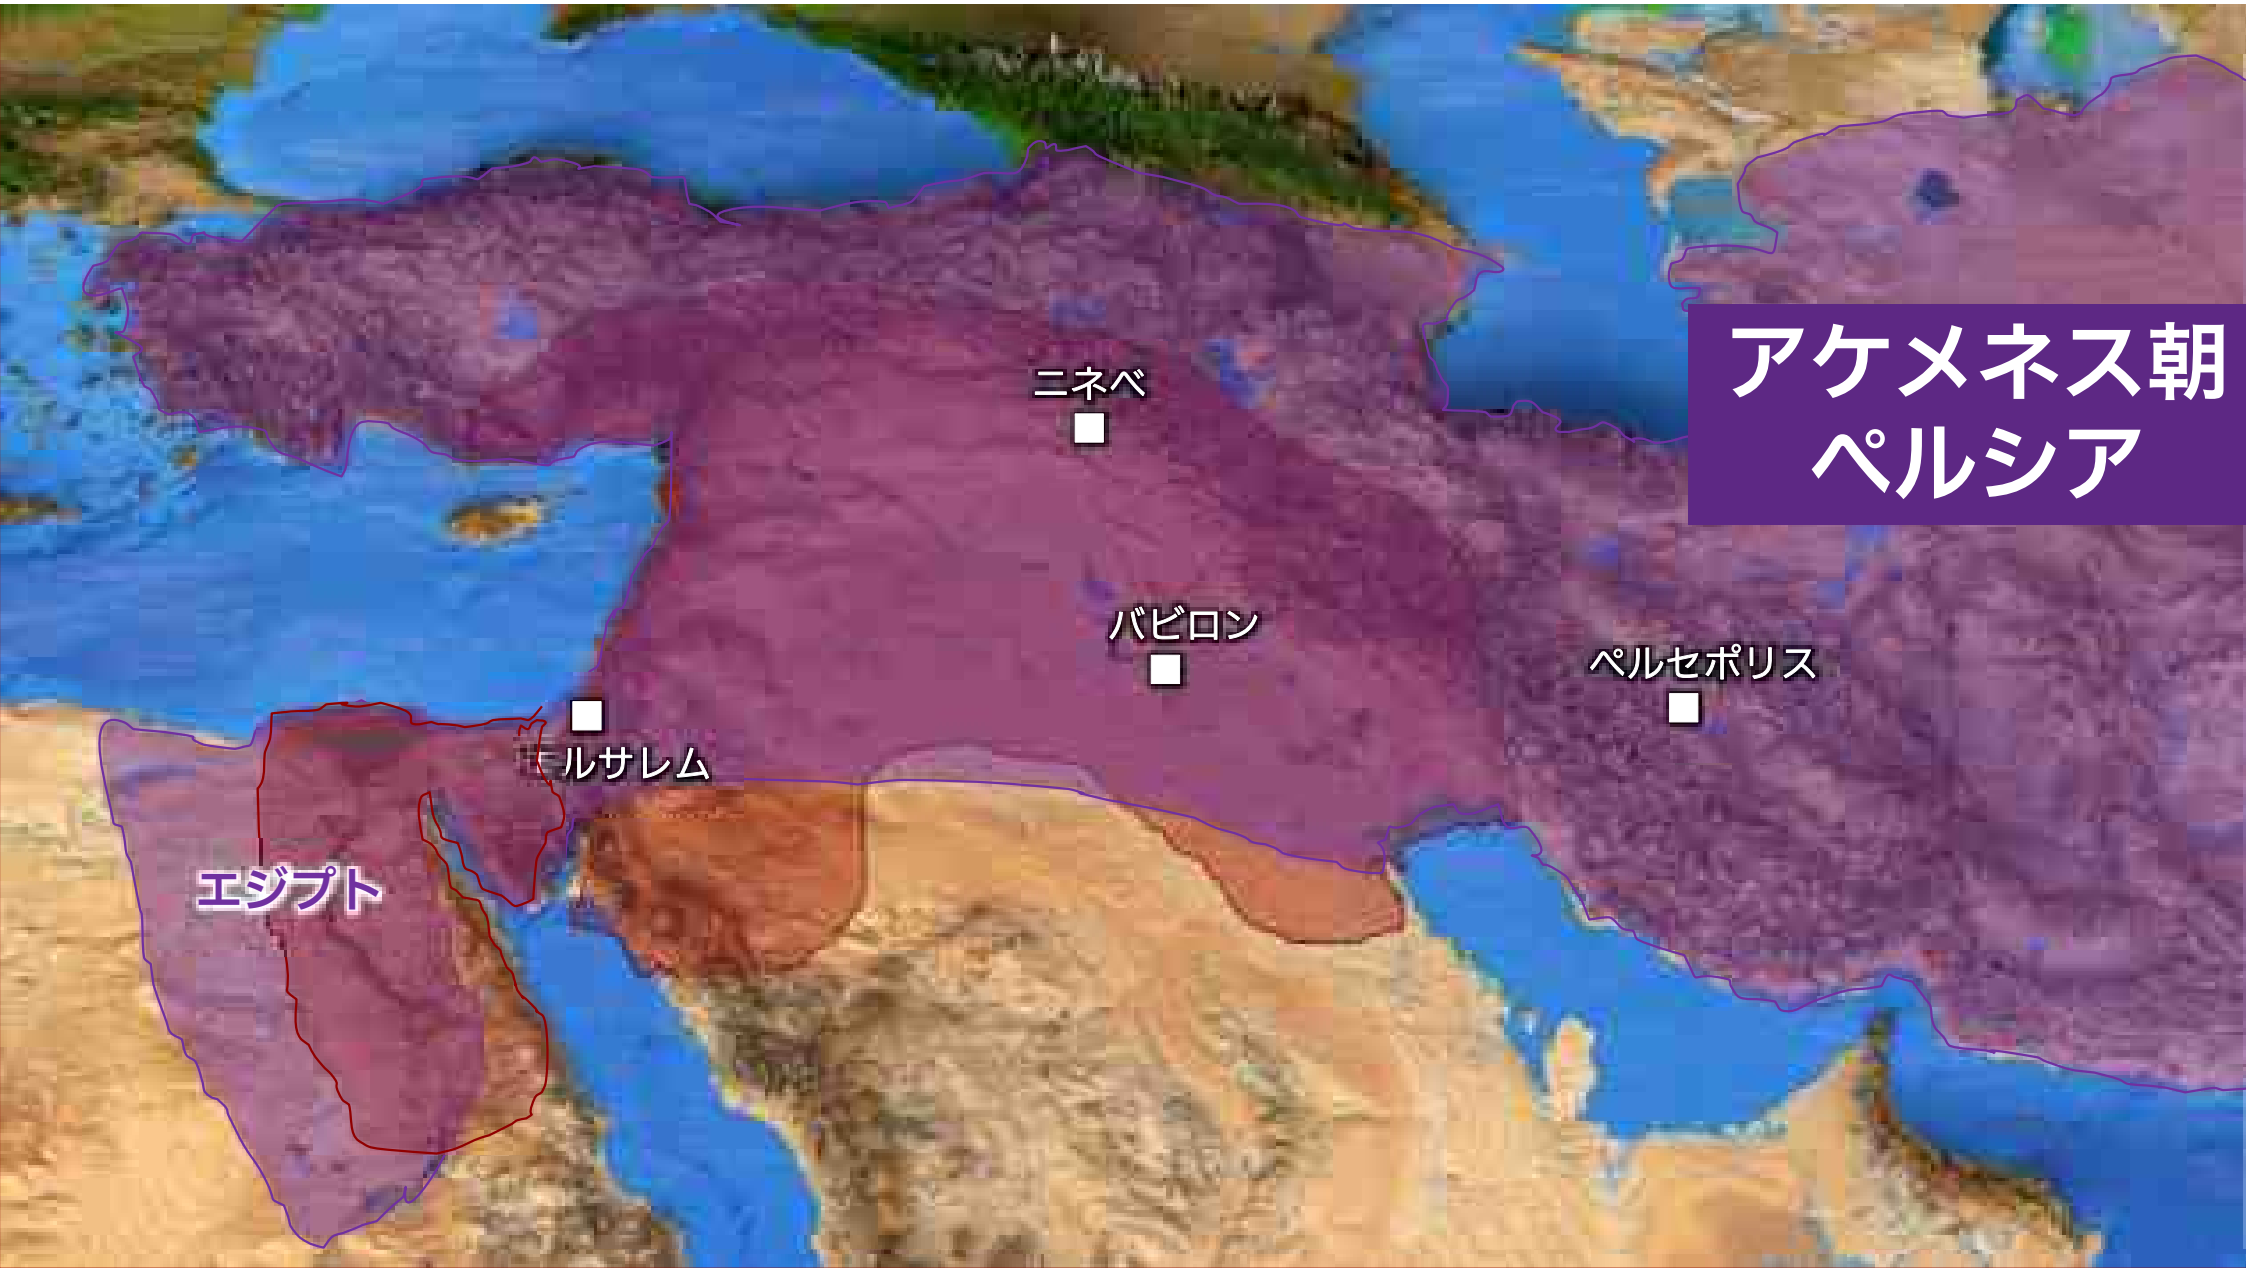 アケメネス朝
ペルシア
ニネベ
バビロン
ペルセポリス
ルサレム
エジプト